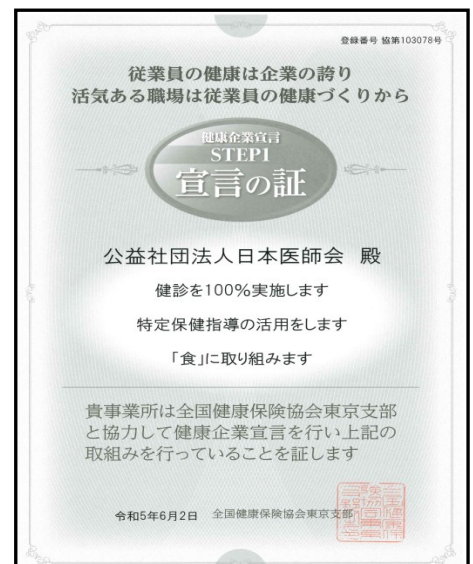 登録番号 協第103078号
従業員の健康は企業の誇り
活気ある職場は従業員の健康づくりから
健康企業宣言
STEP1
宣言の証
公益社団法人日本医師会 殿
健診を100%実施します
特定保健指導の活用をします
「食」に取り組みます
貴事業所は全国健康保険協会東京支部
と協力して健康企業宣言を行い上記の
取組みを行っていることを証します
令和5年6月2日 全国健康保険協会東京支部